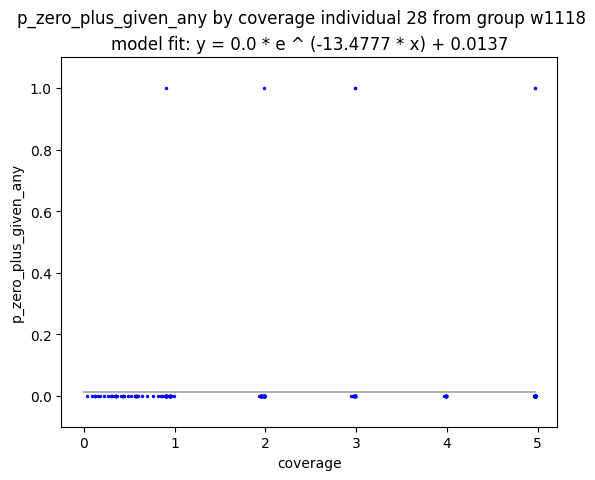 p_zero_plus_given_any by coverage individual 28 from group w1118
model fit: y = 0.0 * e ^ (-13.4777 * x) + 0.0137
1.0
0.8
0.6
0.4
0.2
0.0
p_zero_plus_given_any
0 1 2 3 4 5
coverage